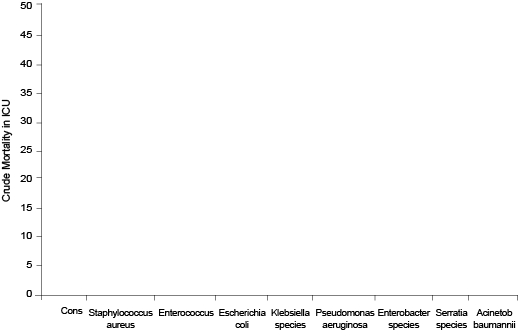 50
45
40
35
30
25
20
15
10
5
0
Crude Mortality in ICU
Cons
Staphylococcus
aureus
Enterococcus
Escherichia
coli
Klebsiella
species
Pseudomonas
aeruginosa
Enterobacter
species
Serratia
species
Acinetob
baumannii